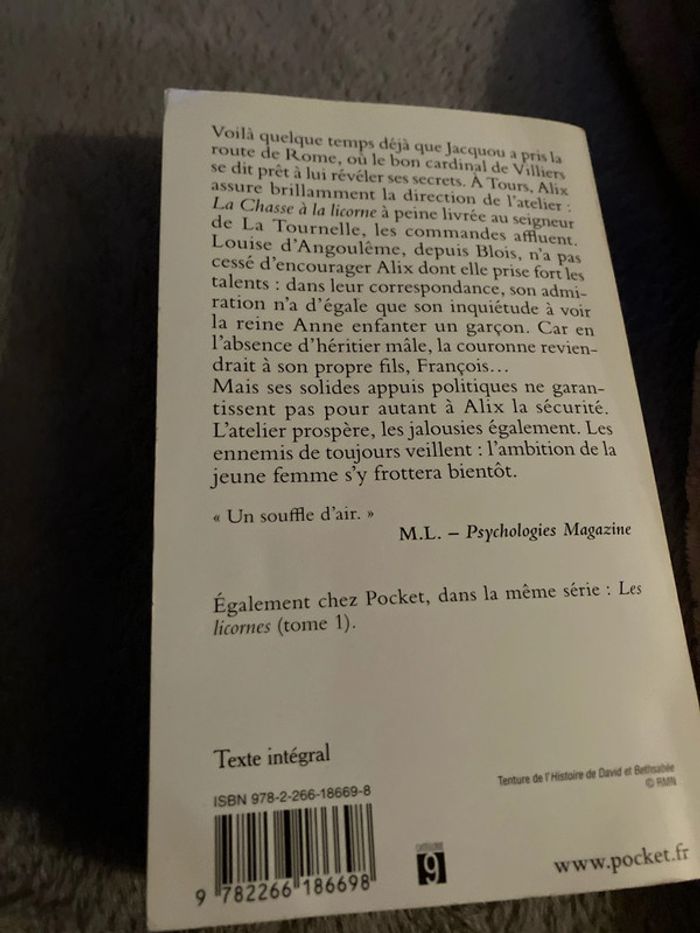 Voilà quelque temps déjà que Jacquou a pris la
route de Rome, où le bon cardinal de Villiers
se dit prêt à lui révéler ses secrets. À Tours, Alix
assure brillamment la direction de l'atelier :
La Chasse à la licorne à peine livrée au seigneur
de La Tournelle, les commandes affluent.
Louise d'Angoulême, depuis Blois, n'a pas
cessé d'encourager Alix dont elle prise fort les
talents : dans leur correspondance, son admi-
ration n'a d'égale que son inquiétude à voir
la reine Anne enfanter un garçon. Car en
l'absence d'héritier mâle, la couronne revien-
drait à son propre fils, François...
Mais ses solides appuis politiques ne garan-
tissent pas pour autant à Alix la sécurité.
L'atelier prospère, les jalousies également. Les
ennemis de toujours veillent : l'ambition de la
jeune femme s'y frottera bientôt.
« Un souffle d'air. »
M.L. – Psychologies Magazine
Également chez Pocket, dans la même série : Les
licornes (tome 1).
Texte intégral
Tenture de l'Histoire de David et Bethsabée
© RMN
ISBN 978-2-266-18669-8
CATÉGORIE
9
9 782266 186698
www.pocket.fr